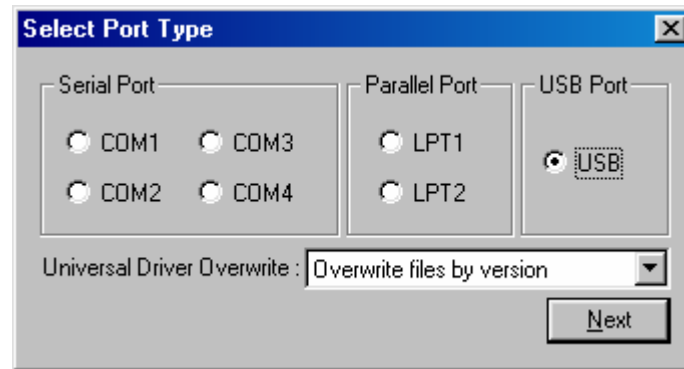 Select Port Type
Serial Port Parallel Port USB Port
COM1 COM3 LPT1
USB
COM2 COM4 LPT2
Universal Driver Overwrite : Overwrite files by version
Next